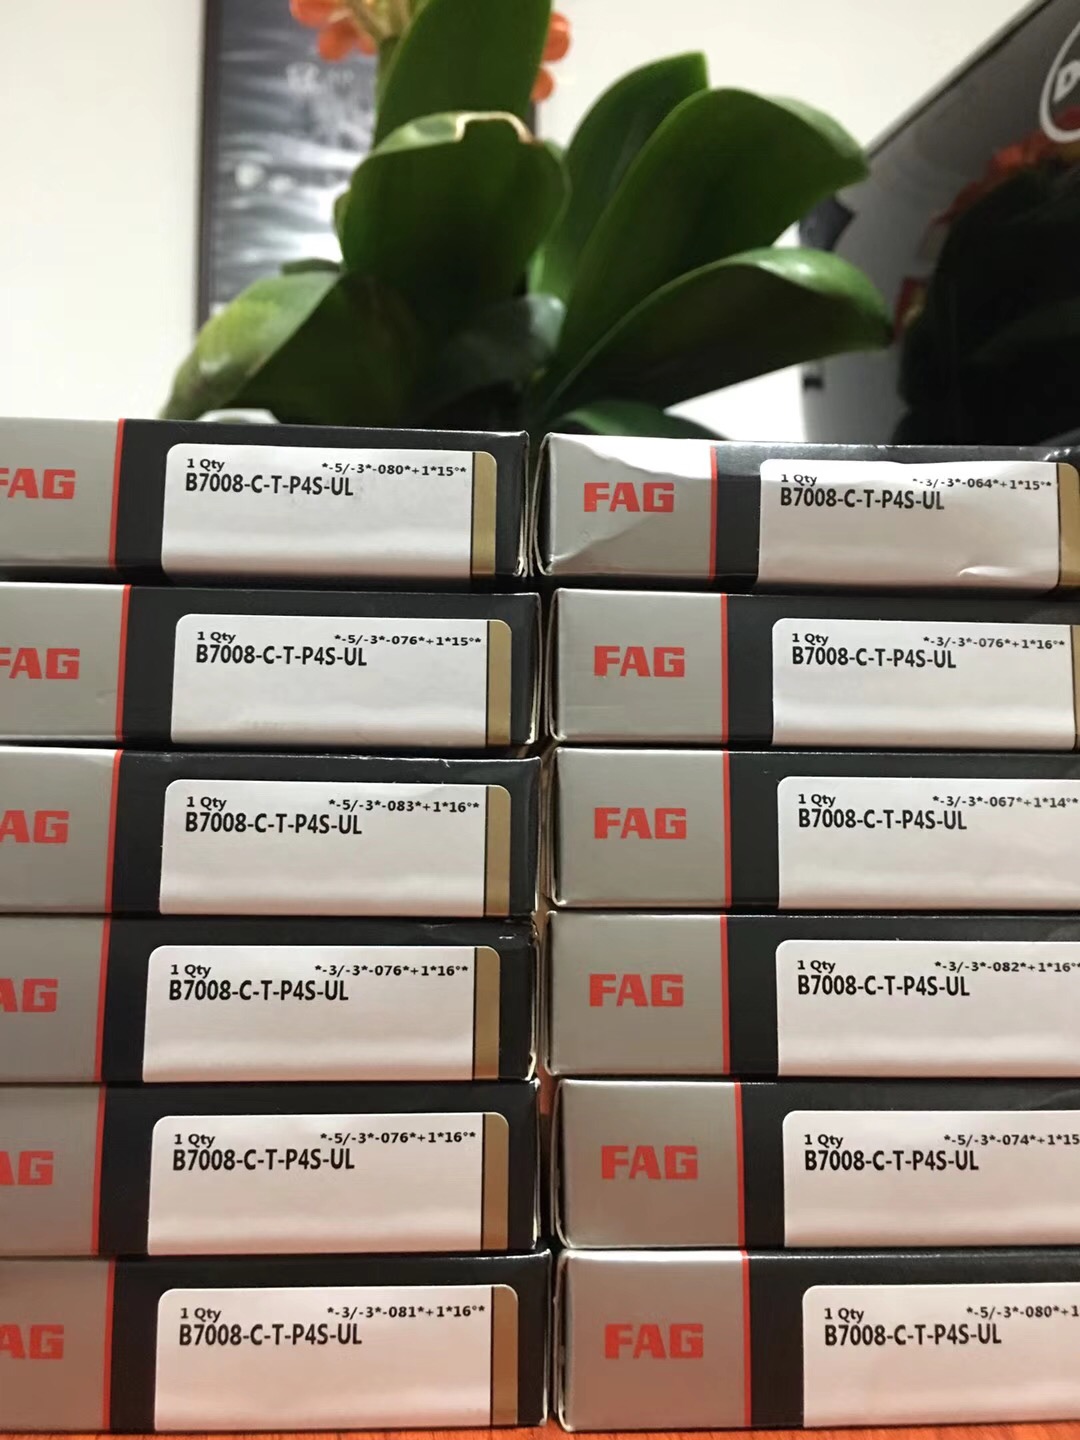 FAG
1 Qty *-5/-3*-080*+1*15°*
B7008-C-T-P4S-UL
FAG
1 Qty *-3/-3*-064*+1*15°*
B7008-C-T-P4S-UL
FAG
1 Qty *-5/-3*-076*+1*15°*
B7008-C-T-P4S-UL
FAG
1 Qty *-3/-3*-076*+1*16°*
B7008-C-T-P4S-UL
AG
1 Qty *-5/-3*-083*+1*16°*
B7008-C-T-P4S-UL
FAG
1 Qty *-3/-3*-067*+1*14°*
B7008-C-T-P4S-UL
AG
1 Qty *-3/-3*-076*+1*16°*
B7008-C-T-P4S-UL
FAG
1 Qty *-3/-3*-082*+1*16°*
B7008-C-T-P4S-UL
AG
1 Qty *-5/-3*-076*+1*16°*
B7008-C-T-P4S-UL
FAG
1 Qty *-5/-3*-074*+1*15
B7008-C-T-P4S-UL
AG
1 Qty *-3/-3*-081*+1*16°*
B7008-C-T-P4S-UL
FAG
1 Qty *-5/-3*-080*+1
B7008-C-T-P4S-UL